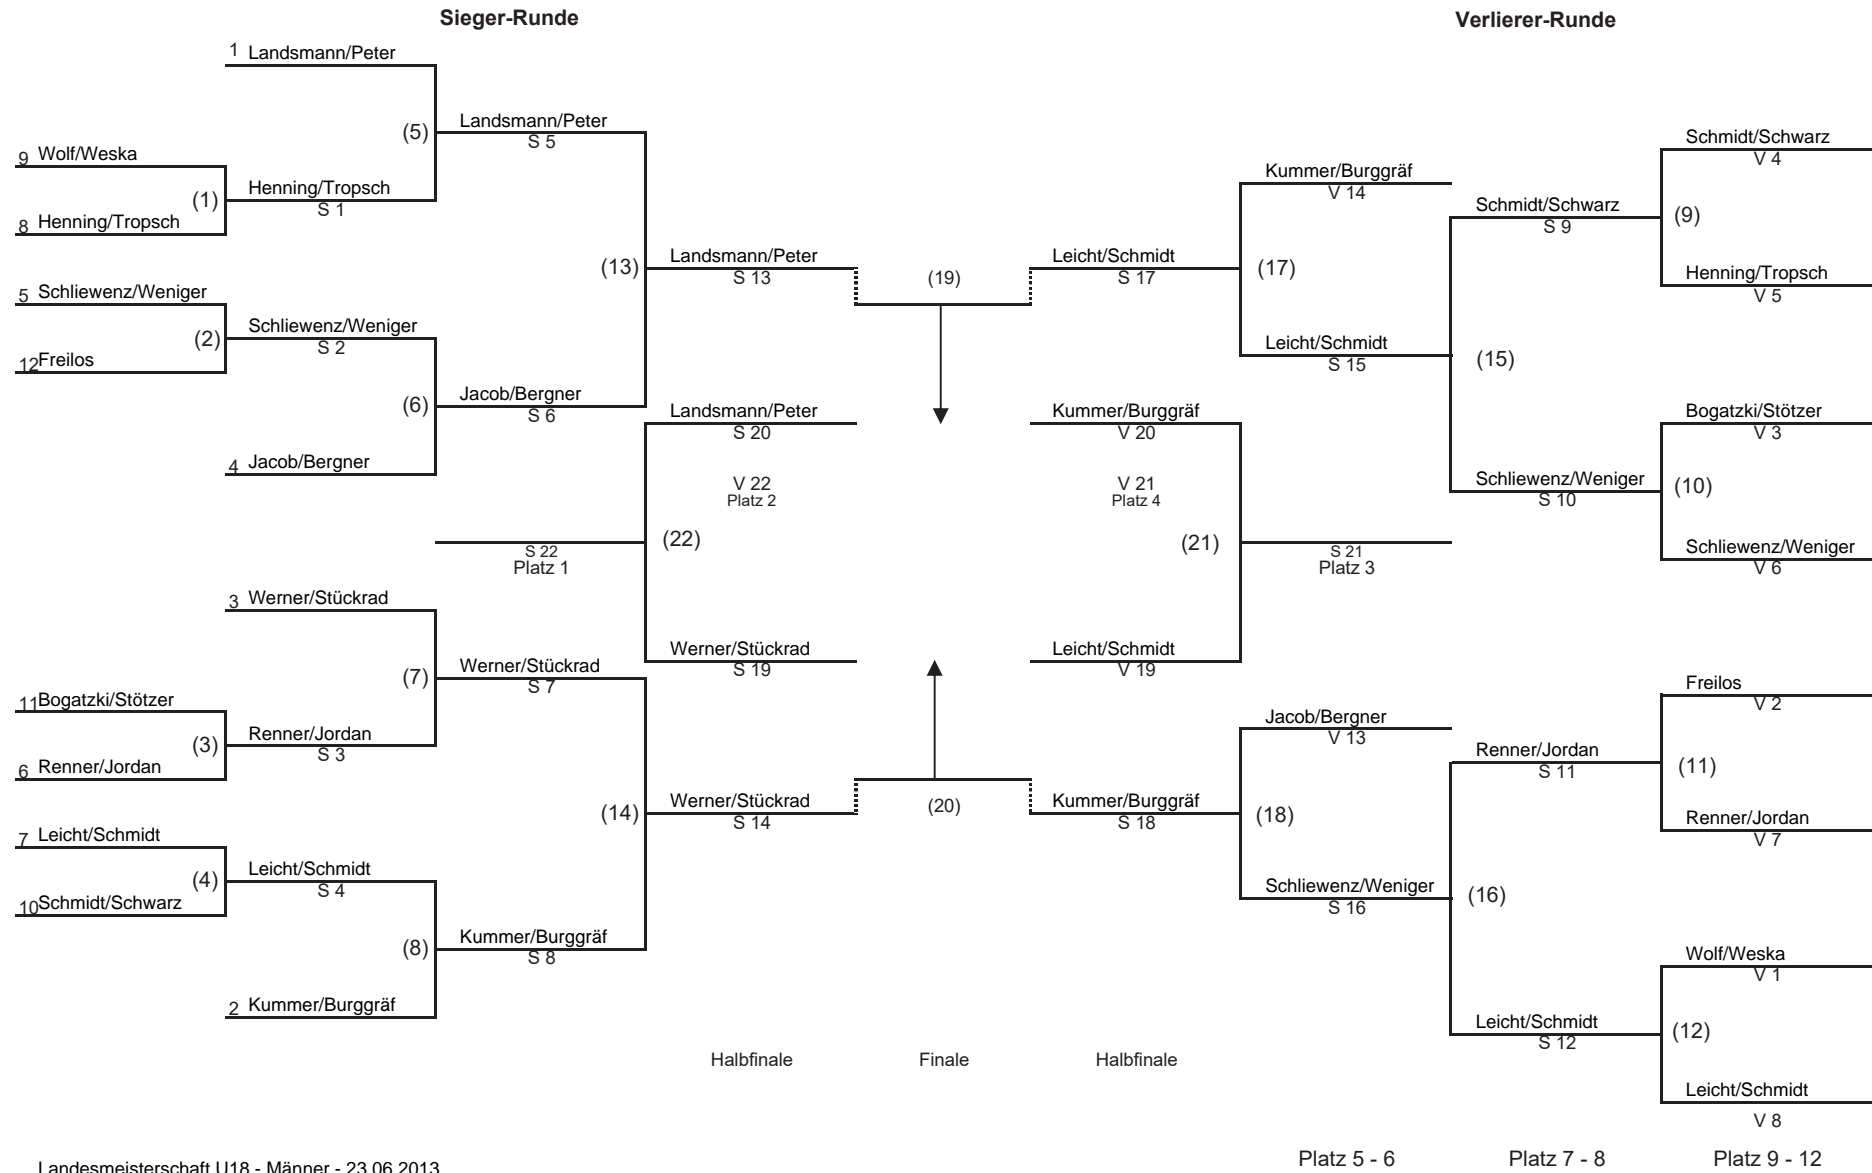 Sieger-Runde
Verlierer-Runde
1 Landsmann/Peter
(5)
Landsmann/Peter
S 5
9 Wolf/Weska
(1)
Henning/Tropsch
S 1
8 Henning/Tropsch
5 Schliewenz/Weniger
(2)
Schliewenz/Weniger
S 2
12 Freilos
(6)
Jacob/Bergner
S 6
4 Jacob/Bergner
(13)
Landsmann/Peter
S 13
(19)
Leicht/Schmidt
S 17
(17)
Kummer/Burggräf
V 14
Leicht/Schmidt
S 15
(15)
Schmidt/Schwarz
S 9
(9)
Schmidt/Schwarz
V 4
Henning/Tropsch
V 5
Landsmann/Peter
S 20
Kummer/Burggräf
V 20
V 22
Platz 2
V 21
Platz 4
Schliewenz/Weniger
S 10
(10)
Bogatzki/Stötzer
V 3
Schliewenz/Weniger
V 6
S 22
Platz 1
(22)
(21)
S 21
Platz 3
3 Werner/Stückrad
(7)
Werner/Stückrad
S 7
11 Bogatzki/Stötzer
(3)
Renner/Jordan
S 3
6 Renner/Jordan
Werner/Stückrad
S 19
Leicht/Schmidt
V 19
7 Leicht/Schmidt
(4)
Leicht/Schmidt
S 4
10 Schmidt/Schwarz
(8)
Kummer/Burggräf
S 8
2 Kummer/Burggräf
(14)
Werner/Stückrad
S 14
(20)
Kummer/Burggräf
S 18
(18)
Jacob/Bergner
V 13
Schliewenz/Weniger
S 16
(16)
Renner/Jordan
S 11
(11)
Freilos
V 2
Renner/Jordan
V 7
Leicht/Schmidt
S 12
(12)
Wolf/Weska
V 1
Leicht/Schmidt
V 8
Halbfinale
Finale
Halbfinale
Platz 5 - 6
Platz 7 - 8
Platz 9 - 12
Landesmeisterschaft U18 - Männer - 23.06.2013